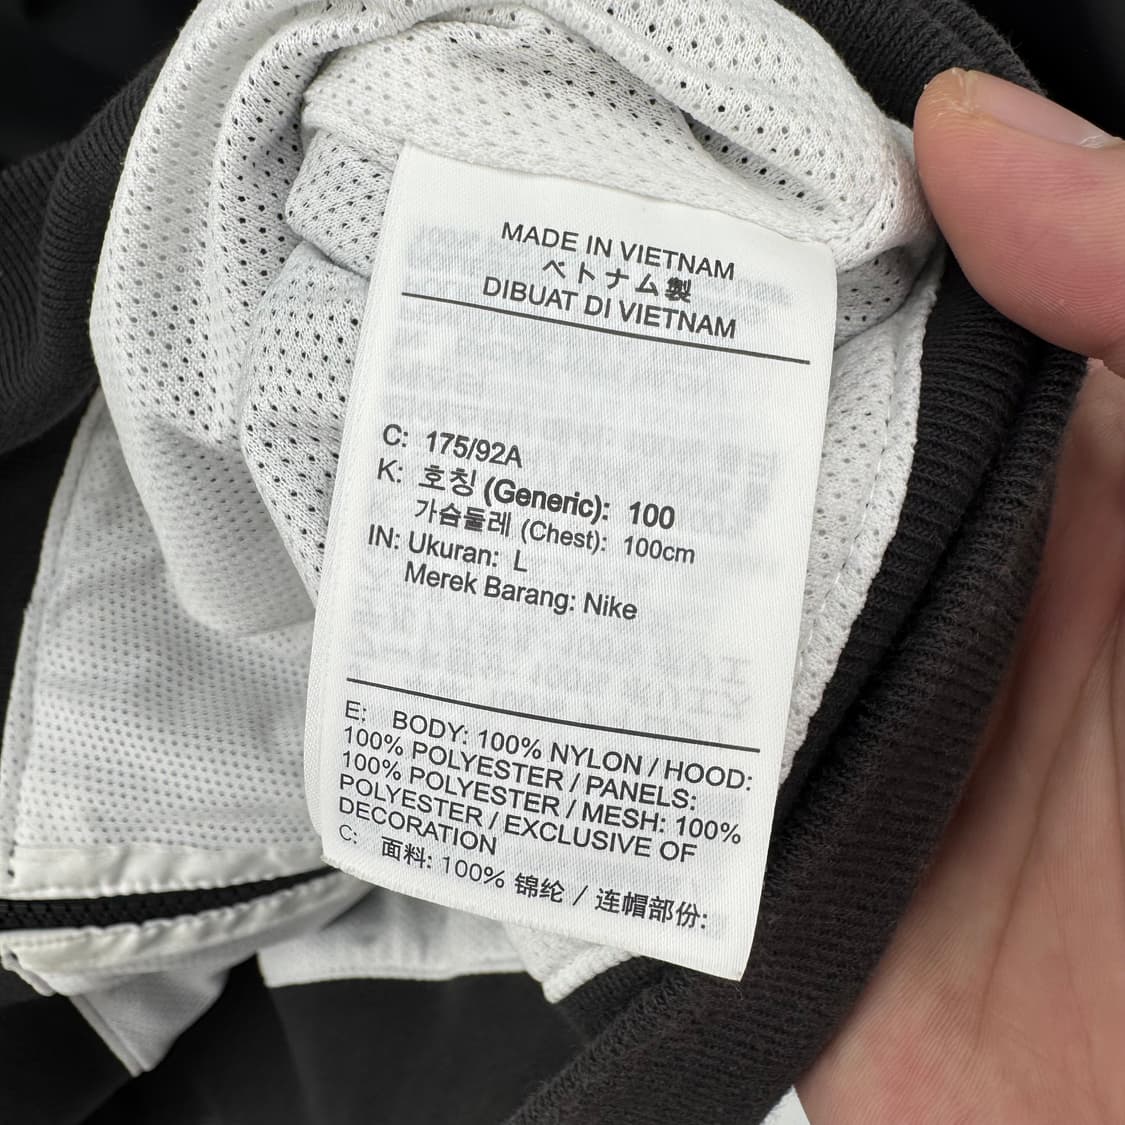 MADE IN VIETNAM
ベトナム製
DIBUAT DI VIETNAM
C: 175/92A
K: 호칭 (Generic): 100
가슴둘레 (Chest): 100cm
IN: Ukuran: L
Merek Barang: Nike
E: BODY: 100% NYLON / HOOD:
100% POLYESTER / PANELS:
100% POLYESTER / MESH: 100%
POLYESTER / EXCLUSIVE OF
DECORATION
C: 面料: 100% 锦纶 / 连帽部份: